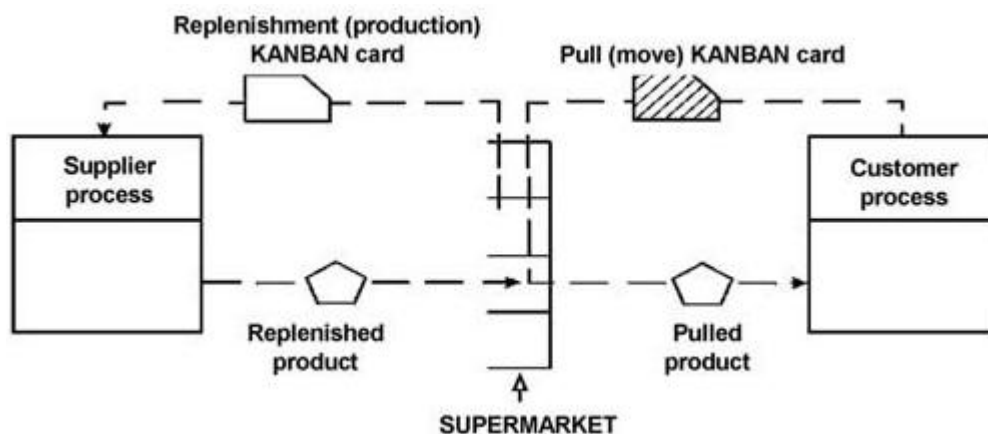 Replenishment (production)
KANBAN card
Pull (move) KANBAN card
Supplier
process
Customer
process
Replenished
product
Pulled
product
SUPERMARKET